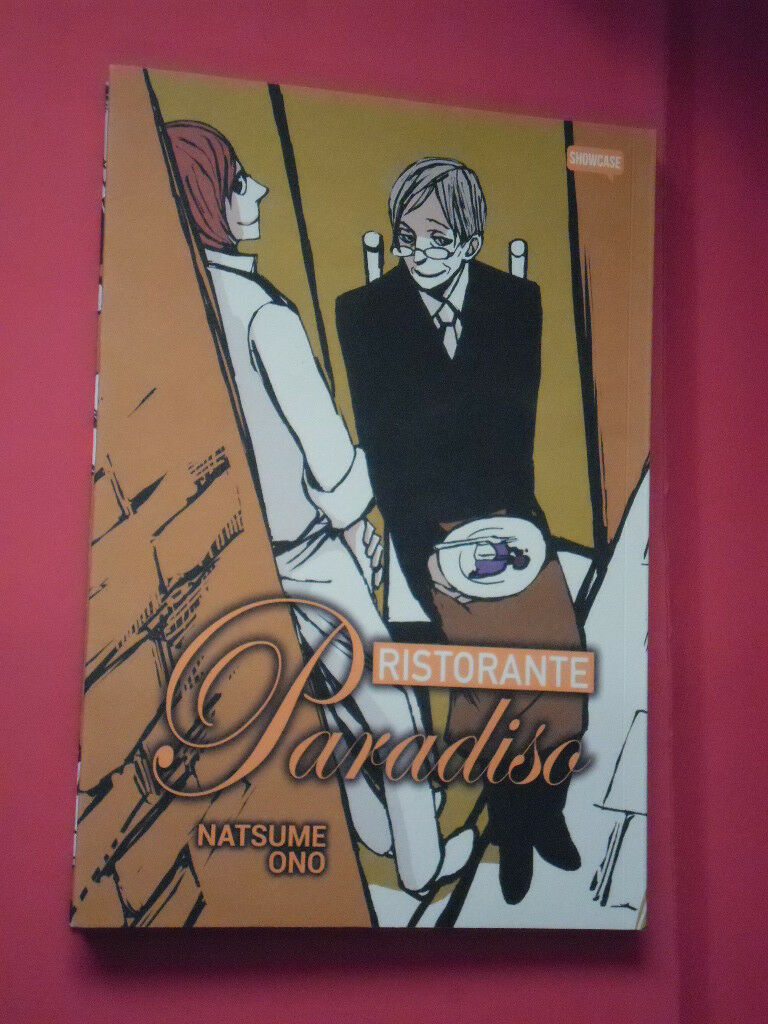 SHOWCASE
RISTORANTE
Paradiso
NATSUME
ONO